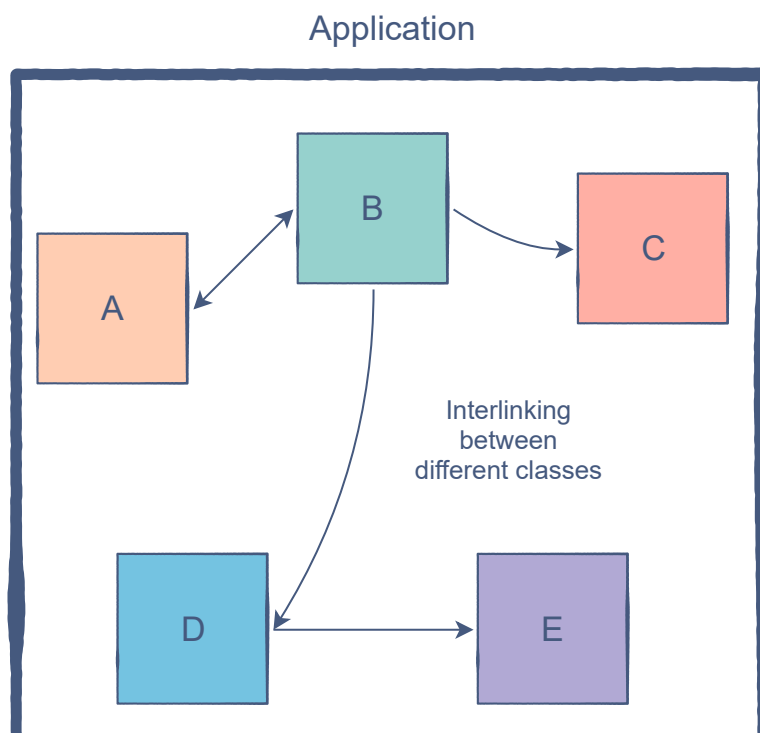 Application
B
C
A
Interlinking
between
different classes
D
E